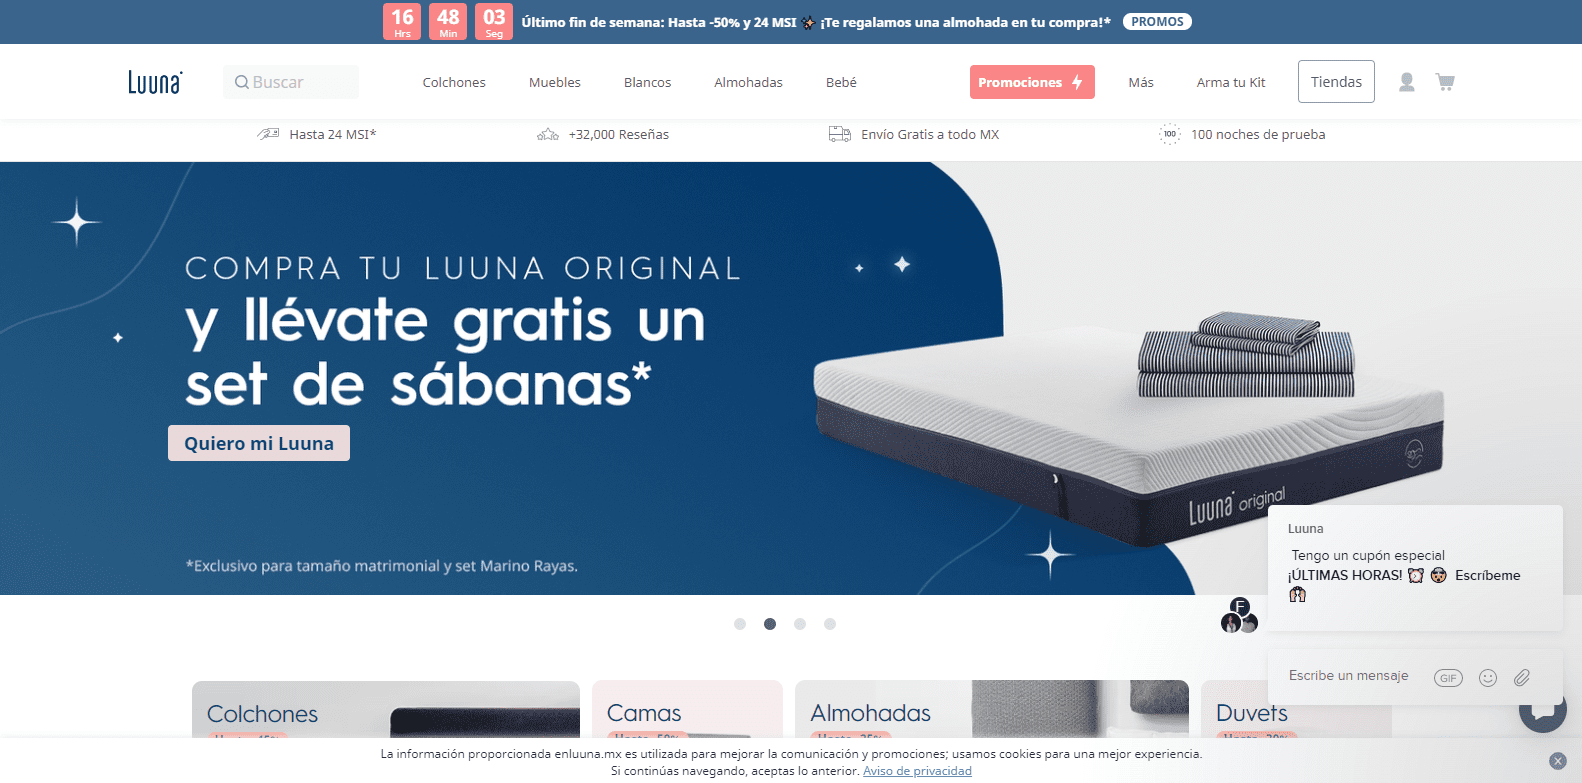 16 Hrs 48 Min 03 Seg Último fin de semana: Hasta -50% y 24 MSI ¡Te regalamos una almohada en tu compra!* PROMOS
Luuna Buscar Colchones Muebles Blancos Almohadas Bebé Promociones Más Arma tu Kit Tiendas
Hasta 24 MSI* +32,000 Reseñas Envío Gratis a todo MX 100 100 noches de prueba
COMPRA TU LUUNA ORIGINAL
y llévate gratis un
set de sábanas*
Quiero mi Luuna
*Exclusivo para tamaño matrimonial y set Marino Rayas.
Luuna original
Luuna
Tengo un cupón especial
¡ÚLTIMAS HORAS! Escríbeme
F
Escribe un mensaje GIF
Colchones Camas Almohadas Duvets
La información proporcionada enluuna.mx es utilizada para mejorar la comunicación y promociones; usamos cookies para una mejor experiencia.
Si continúas navegando, aceptas lo anterior. Aviso de privacidad